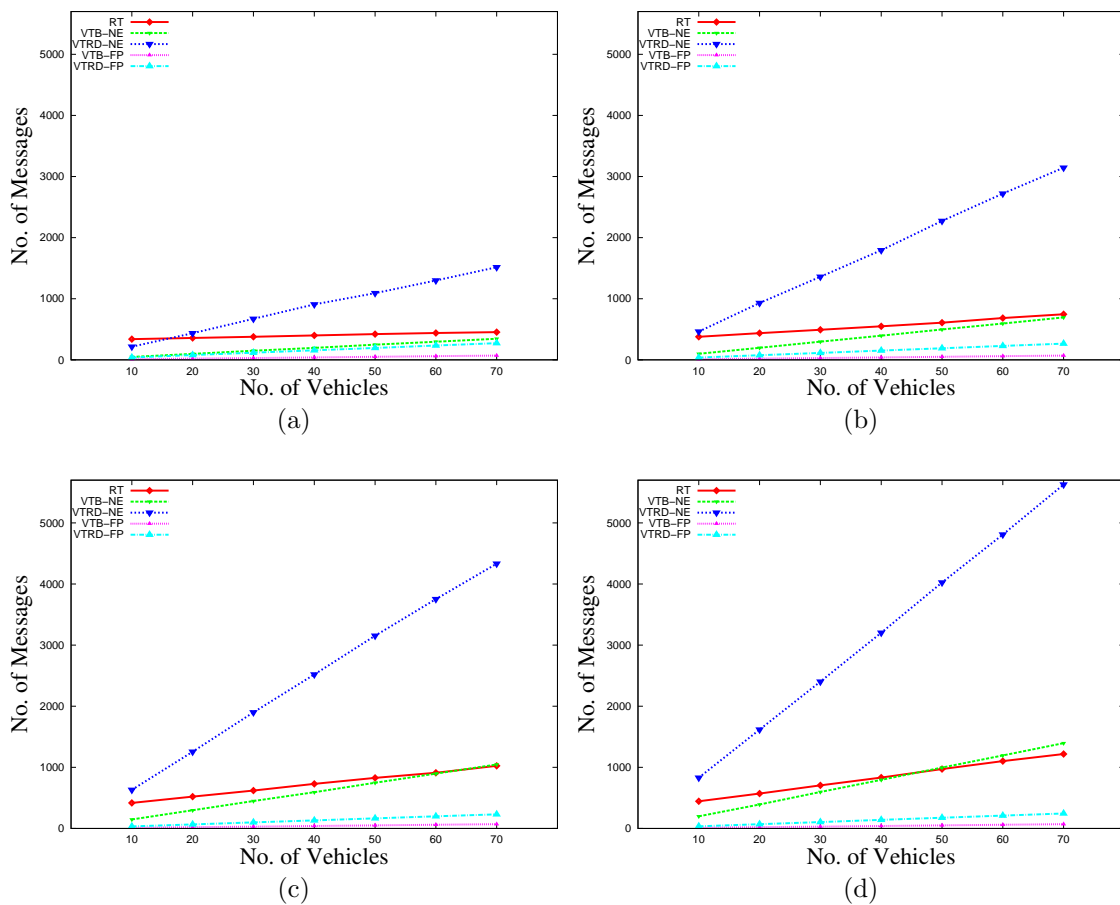 RT
VTB-NE
VTRD-NE
VTB-FP
VTRD-FP
5000
4000
3000
2000
1000
0
No. of Messages
10 20 30 40 50 60 70
No. of Vehicles
(a)
RT
VTB-NE
VTRD-NE
VTB-FP
VTRD-FP
5000
4000
3000
2000
1000
0
No. of Messages
10 20 30 40 50 60 70
No. of Vehicles
(b)
RT
VTB-NE
VTRD-NE
VTB-FP
VTRD-FP
5000
4000
3000
2000
1000
0
No. of Messages
10 20 30 40 50 60 70
No. of Vehicles
(c)
RT
VTB-NE
VTRD-NE
VTB-FP
VTRD-FP
5000
4000
3000
2000
1000
0
No. of Messages
10 20 30 40 50 60 70
No. of Vehicles
(d)